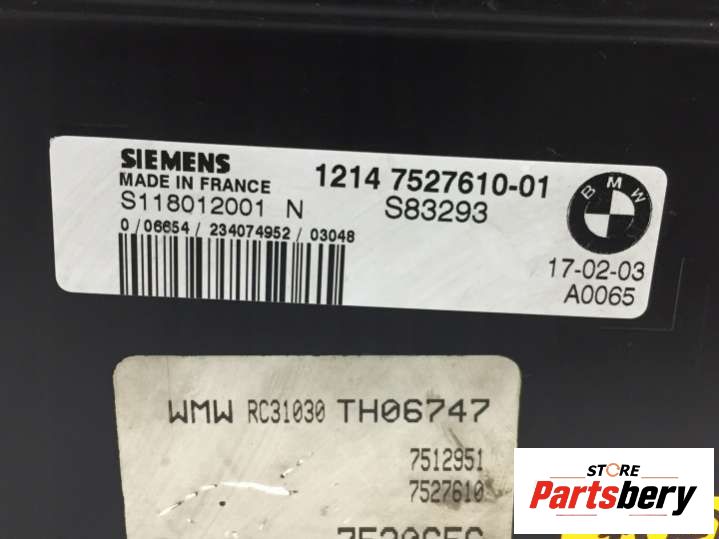 SIEMENS
MADE IN FRANCE
S118012001 N
0 / 06654 / 234074952 / 03048
1214 7527610-01
S83293
BMW
17-02-03
A0065
WMW RC31030 TH06747
7512951
7527610
STORE
Partsbery